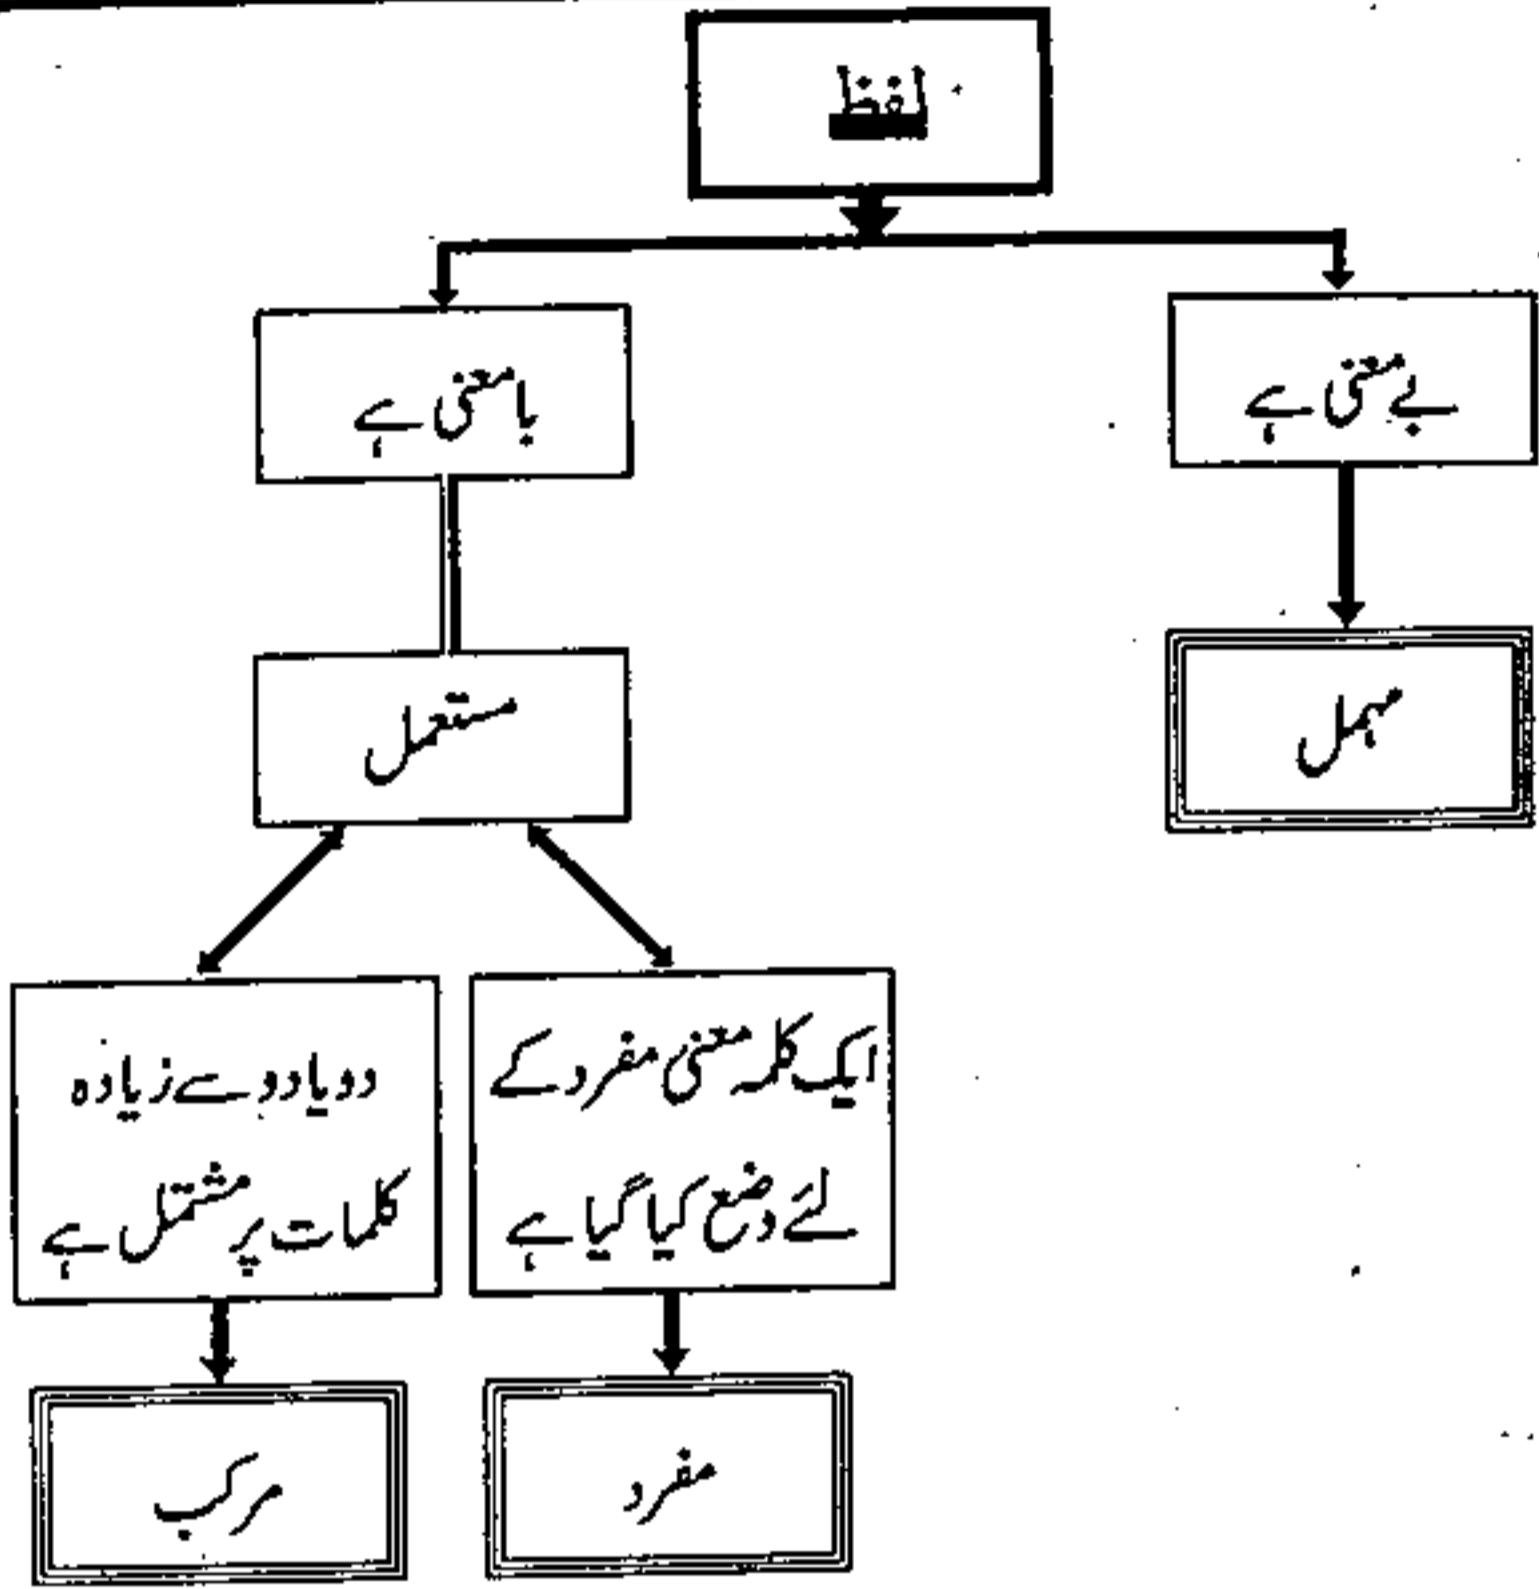 لفظ
بے معنی ہے
بامعنی ہے
مہمل
مستعمل
ایک کلمہ معنی مفرد کے
لئے وضع کیا گیا ہے
دو یا دو سے زیادہ
کلمات پر مشتمل ہے
مفرد
مرکب